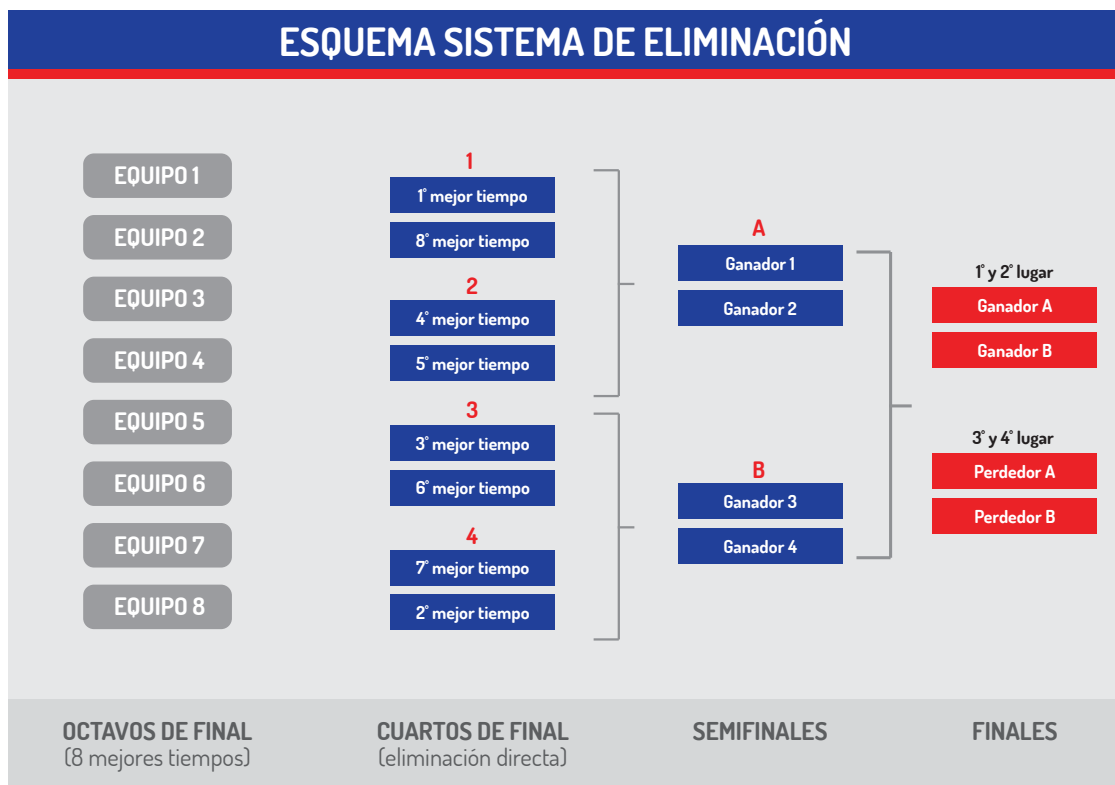 ESQUEMA SISTEMA DE ELIMINACIÓN
EQUIPO 1
EQUIPO 2
EQUIPO 3
EQUIPO 4
EQUIPO 5
EQUIPO 6
EQUIPO 7
EQUIPO 8
1
1° mejor tiempo
8° mejor tiempo
2
4° mejor tiempo
5° mejor tiempo
3
3° mejor tiempo
6° mejor tiempo
4
7° mejor tiempo
2° mejor tiempo
A
Ganador 1
Ganador 2
B
Ganador 3
Ganador 4
1° y 2° lugar
Ganador A
Ganador B
3° y 4° lugar
Perdedor A
Perdedor B
OCTAVOS DE FINAL
(8 mejores tiempos)
CUARTOS DE FINAL
(eliminación directa)
SEMIFINALES
FINALES